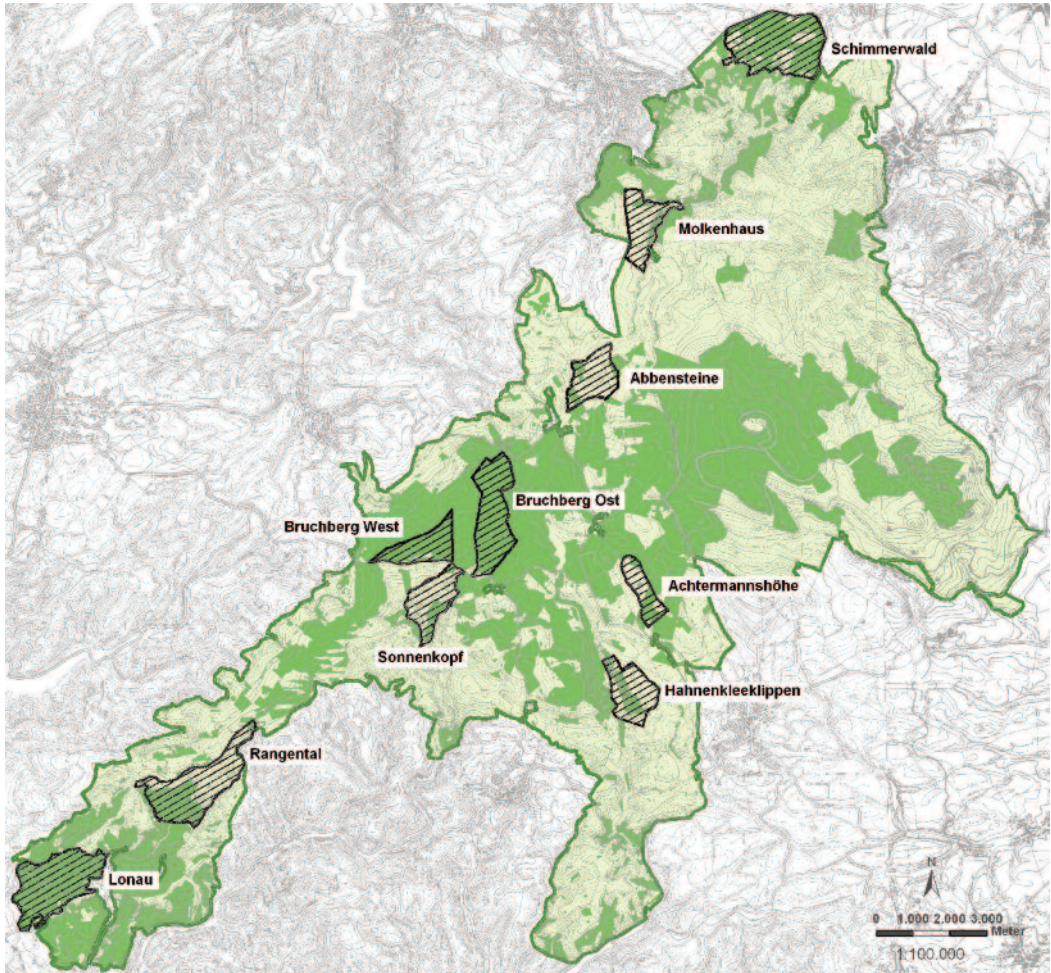 Schimmerwald
Molkenhaus
Abbensteine
Bruchberg Ost
Bruchberg West
Achtermannshöhe
Sonnenkopf
Hahnenkleeklippen
Rangental
Lonau
N
0 1.000 2.000 3.000
Meter
1:100.000